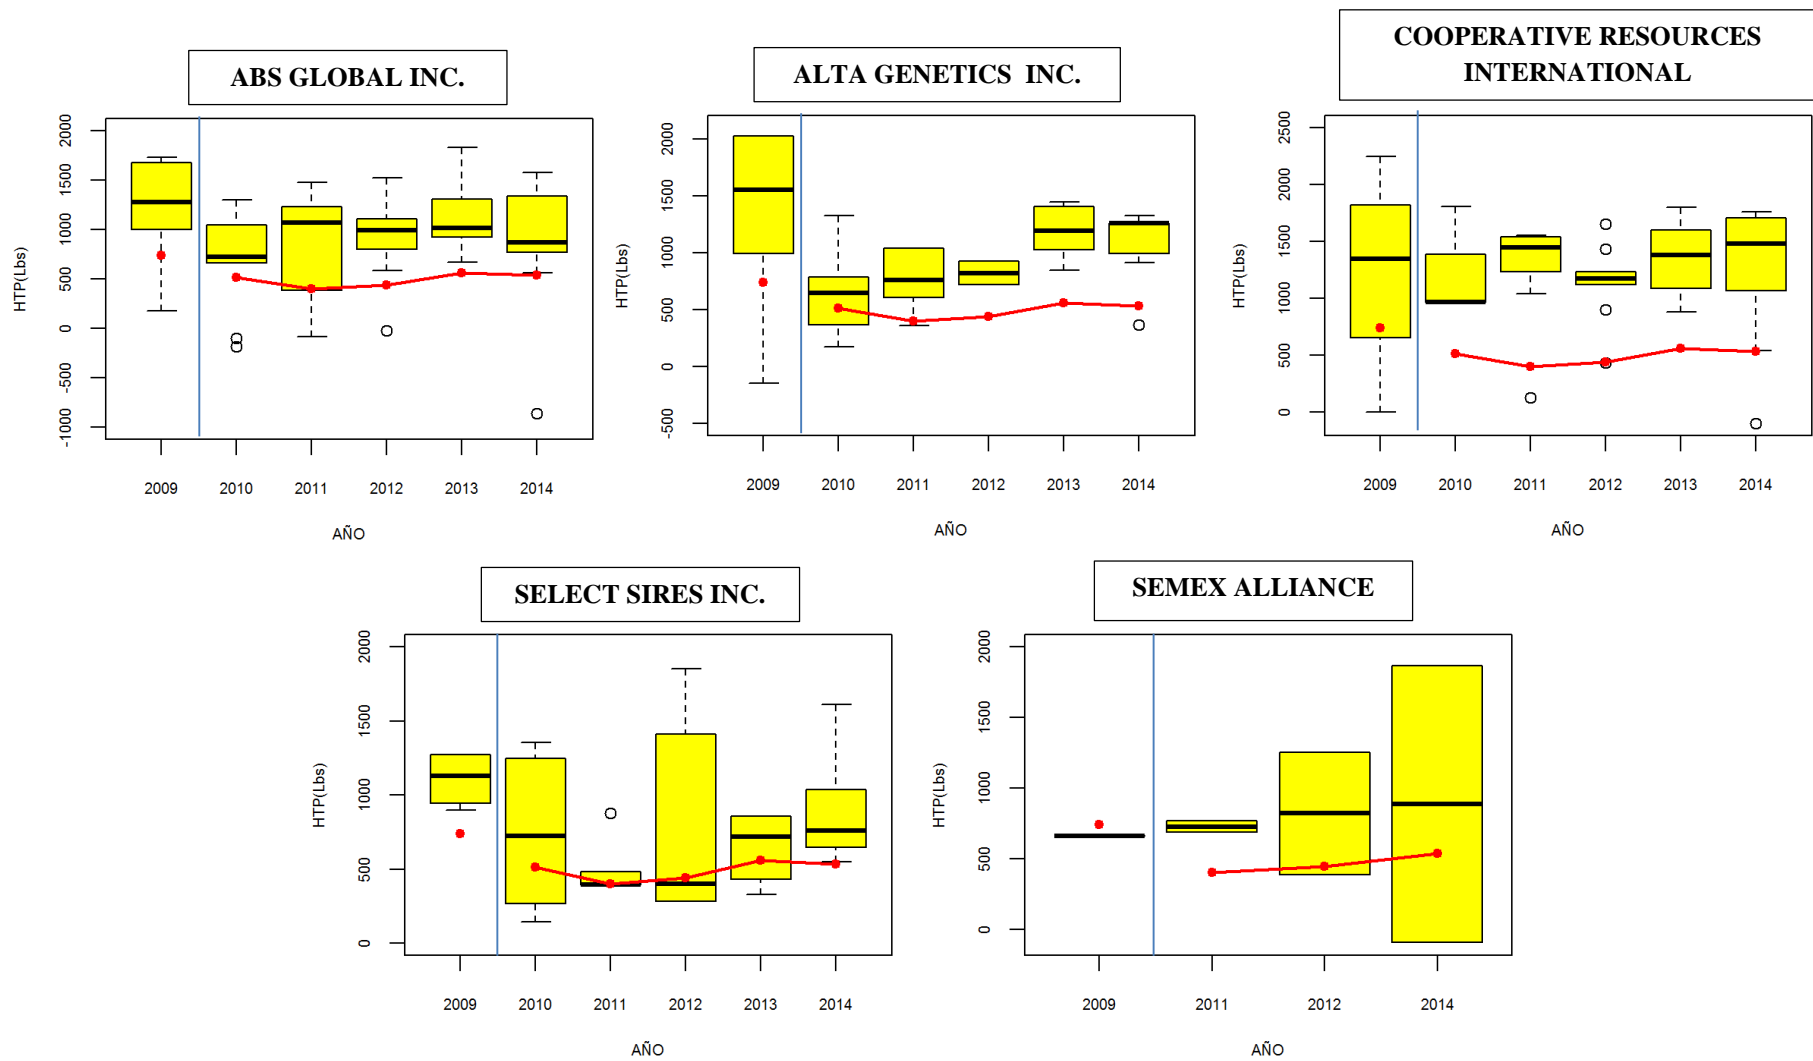 ABS GLOBAL INC.
HTP(Lbs)
2000
1500
1000
500
0
-500
-1000
2009 2010 2011 2012 2013 2014
AÑO
ALTA GENETICS INC.
HTP(Lbs)
2000
1500
1000
500
0
-500
2009 2010 2011 2012 2013 2014
AÑO
COOPERATIVE RESOURCES
INTERNATIONAL
HTP(Lbs)
2500
2000
1500
1000
500
0
2009 2010 2011 2012 2013 2014
AÑO
SELECT SIRES INC.
HTP(Lbs)
2000
1500
1000
500
0
2009 2010 2011 2012 2013 2014
AÑO
SEMEX ALLIANCE
HTP(Lbs)
2000
1500
1000
500
0
2009 2011 2012 2014
AÑO